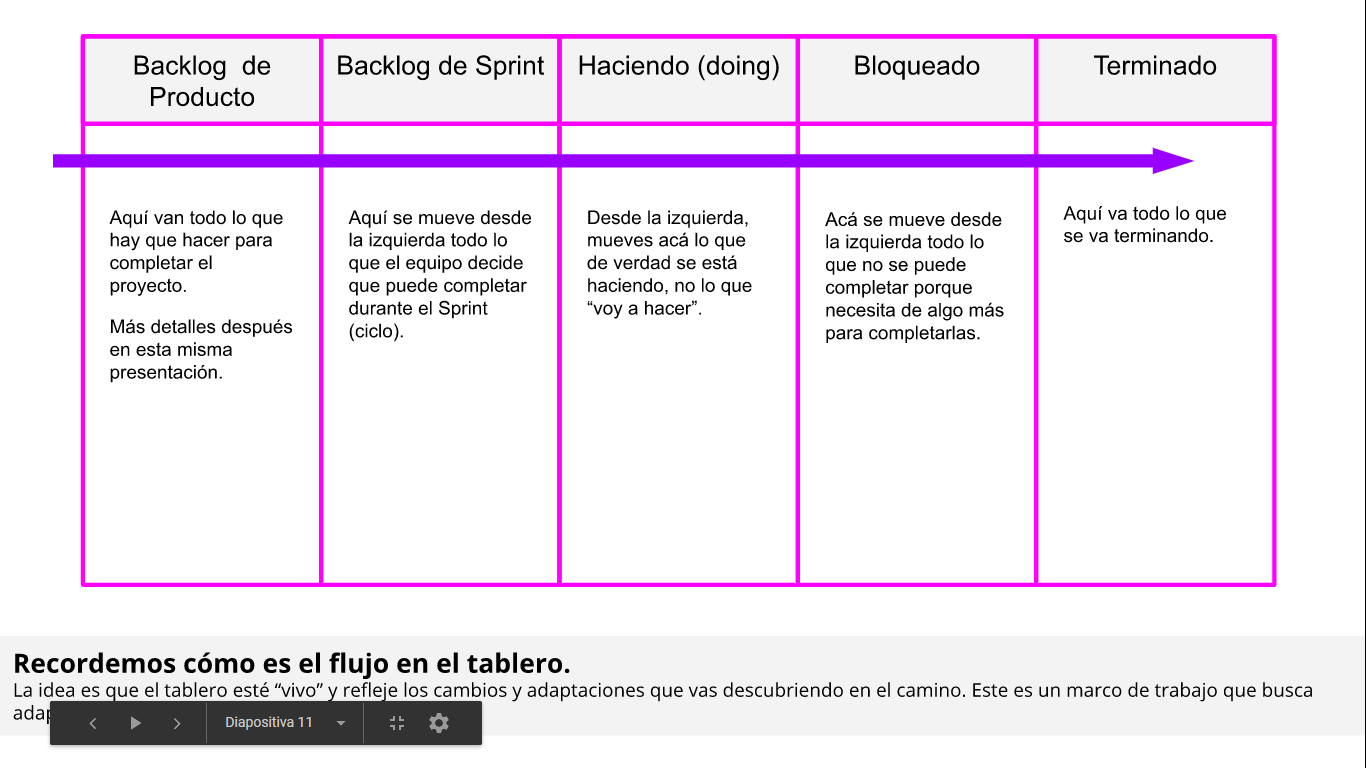 Backlog de
Producto
Backlog de Sprint
Haciendo (doing)
Bloqueado
Terminado
Aquí van todo lo que
hay que hacer para
completar el
proyecto.
Más detalles después
en esta misma
presentación.
Aquí se mueve desde
la izquierda todo lo
que el equipo decide
que puede completar
durante el Sprint
(ciclo).
Desde la izquierda,
mueves acá lo que
de verdad se está
haciendo, no lo que
“voy a hacer”.
Acá se mueve desde
la izquierda todo lo
que no se puede
completar porque
necesita de algo más
para completarlas.
Aquí va todo lo que
se va terminando.
Recordemos cómo es el flujo en el tablero.
La idea es que el tablero esté “vivo” y refleje los cambios y adaptaciones que vas descubriendo en el camino. Este es un marco de trabajo que busca
Diapositiva 11